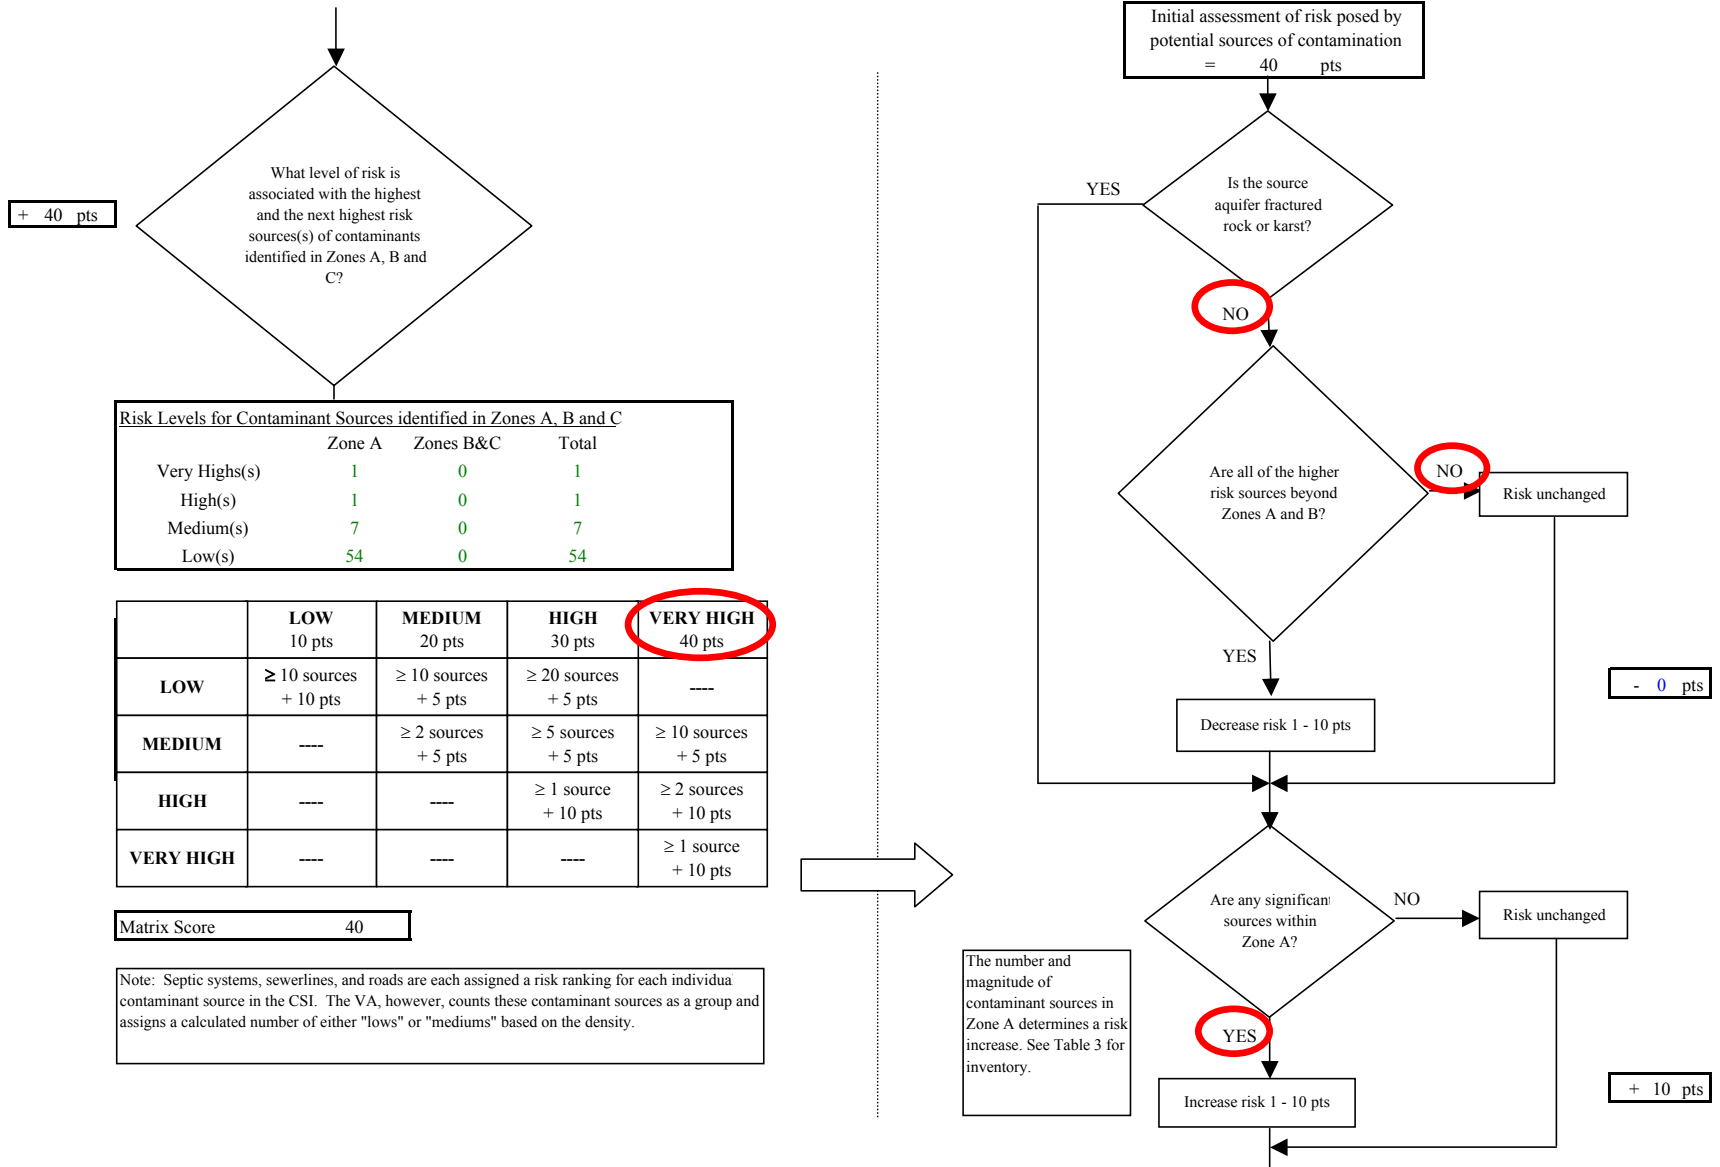 + 40 pts
What level of risk is
associated with the highest
and the next highest risk
sources(s) of contaminants
identified in Zones A, B and
C?
Risk Levels for Contaminant Sources identified in Zones A, B and C
Zone A Zones B&C Total
Very Highs(s) 1 0 1
High(s) 1 0 1
Medium(s) 7 0 7
Low(s) 54 0 54
LOW MEDIUM HIGH VERY HIGH
10 pts 20 pts 30 pts 40 pts
LOW ≥ 10 sources + 10 pts ≥ 10 sources + 5 pts ≥ 20 sources + 5 pts ----
MEDIUM ---- ≥ 2 sources + 5 pts ≥ 5 sources + 5 pts ≥ 10 sources + 5 pts
HIGH ---- ---- ≥ 1 source + 10 pts ≥ 2 sources + 10 pts
VERY HIGH ---- ---- ---- ≥ 1 source + 10 pts
Matrix Score 40
Note: Septic systems, sewerlines, and roads are each assigned a risk ranking for each individua
contaminant source in the CSI. The VA, however, counts these contaminant sources as a group and
assigns a calculated number of either "lows" or "mediums" based on the density.
Initial assessment of risk posed by
potential sources of contamination
= 40 pts
Is the source
aquifer fractured
rock or karst?
YES
NO
Are all of the higher
risk sources beyond
Zones A and B?
NO
Risk unchanged
YES
Decrease risk 1 - 10 pts
- 0 pts
Are any significant
sources within
Zone A?
NO
Risk unchanged
The number and
magnitude of
contaminant sources in
Zone A determines a risk
increase. See Table 3 for
inventory.
YES
Increase risk 1 - 10 pts
+ 10 pts